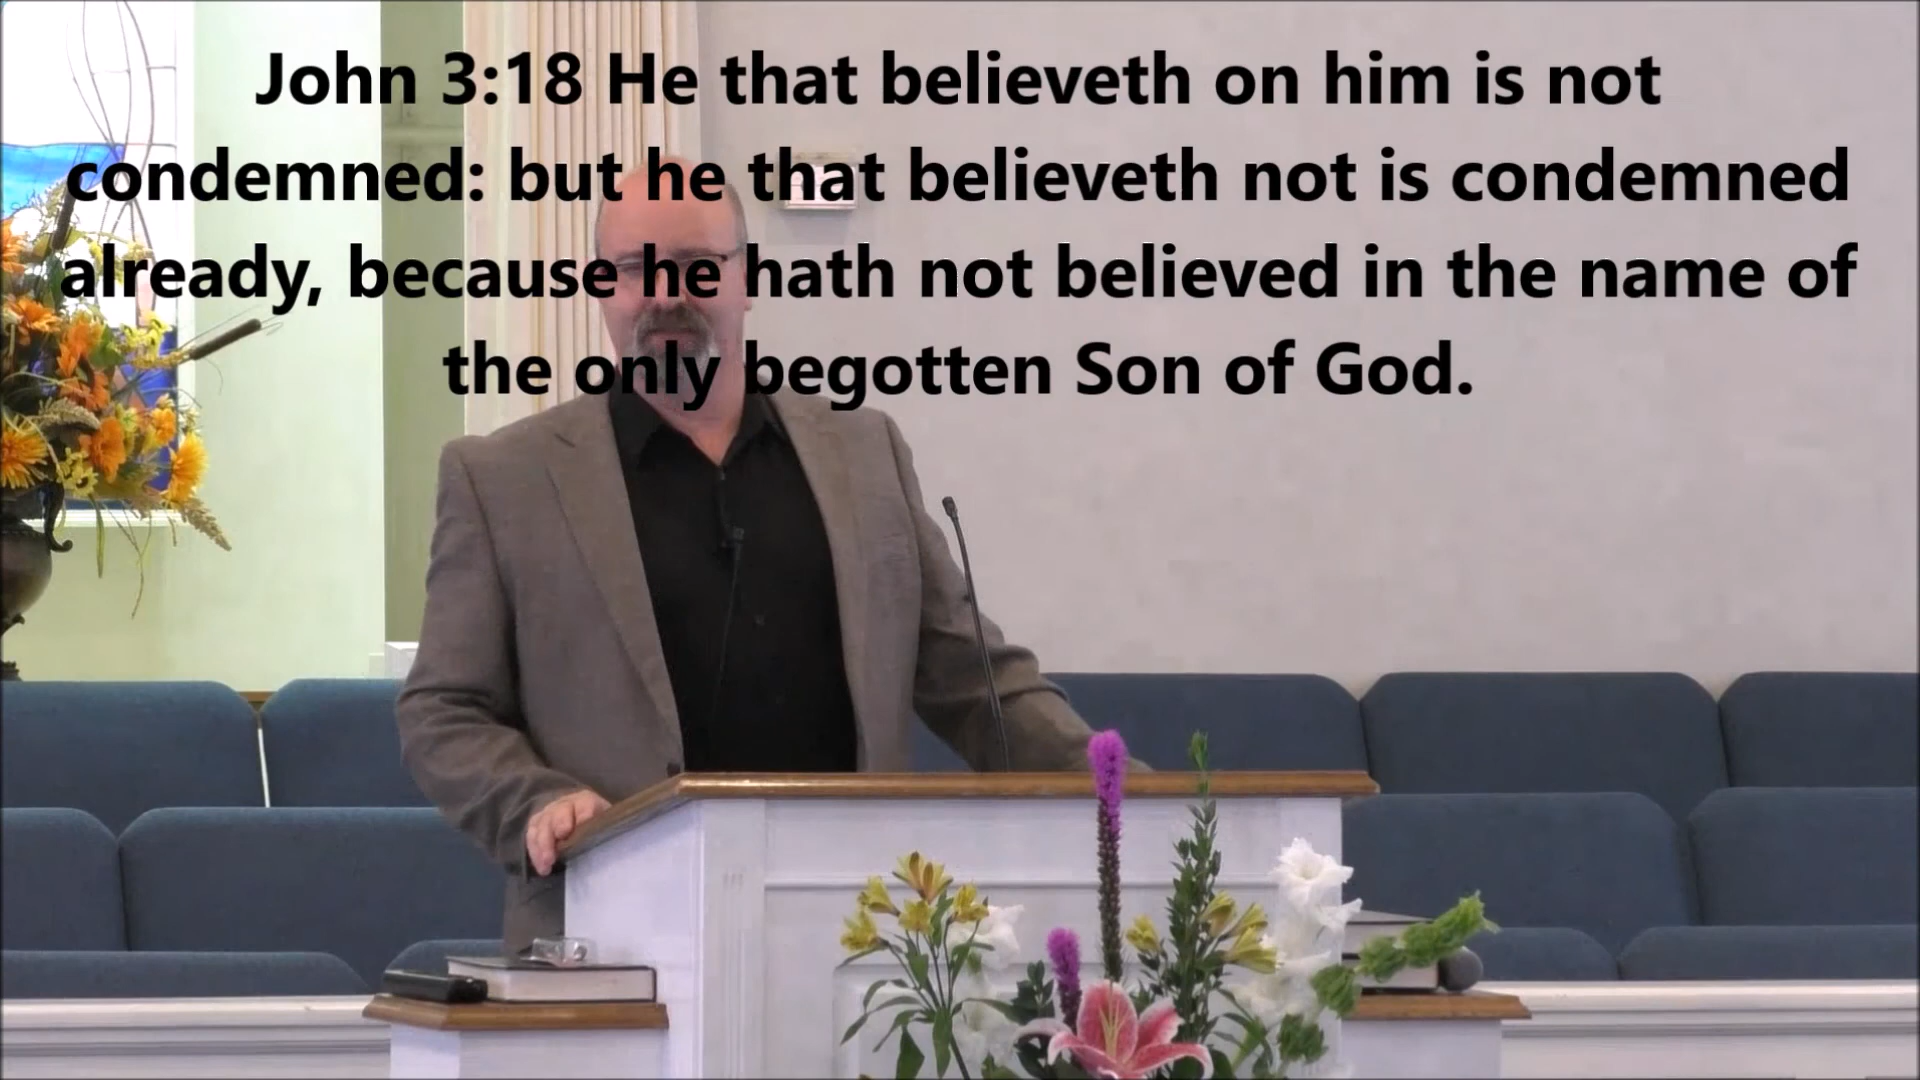 John 3:18 He that believeth on him is not
condemned: but he that believeth not is condemned
already, because he hath not believed in the name of
the only begotten Son of God.